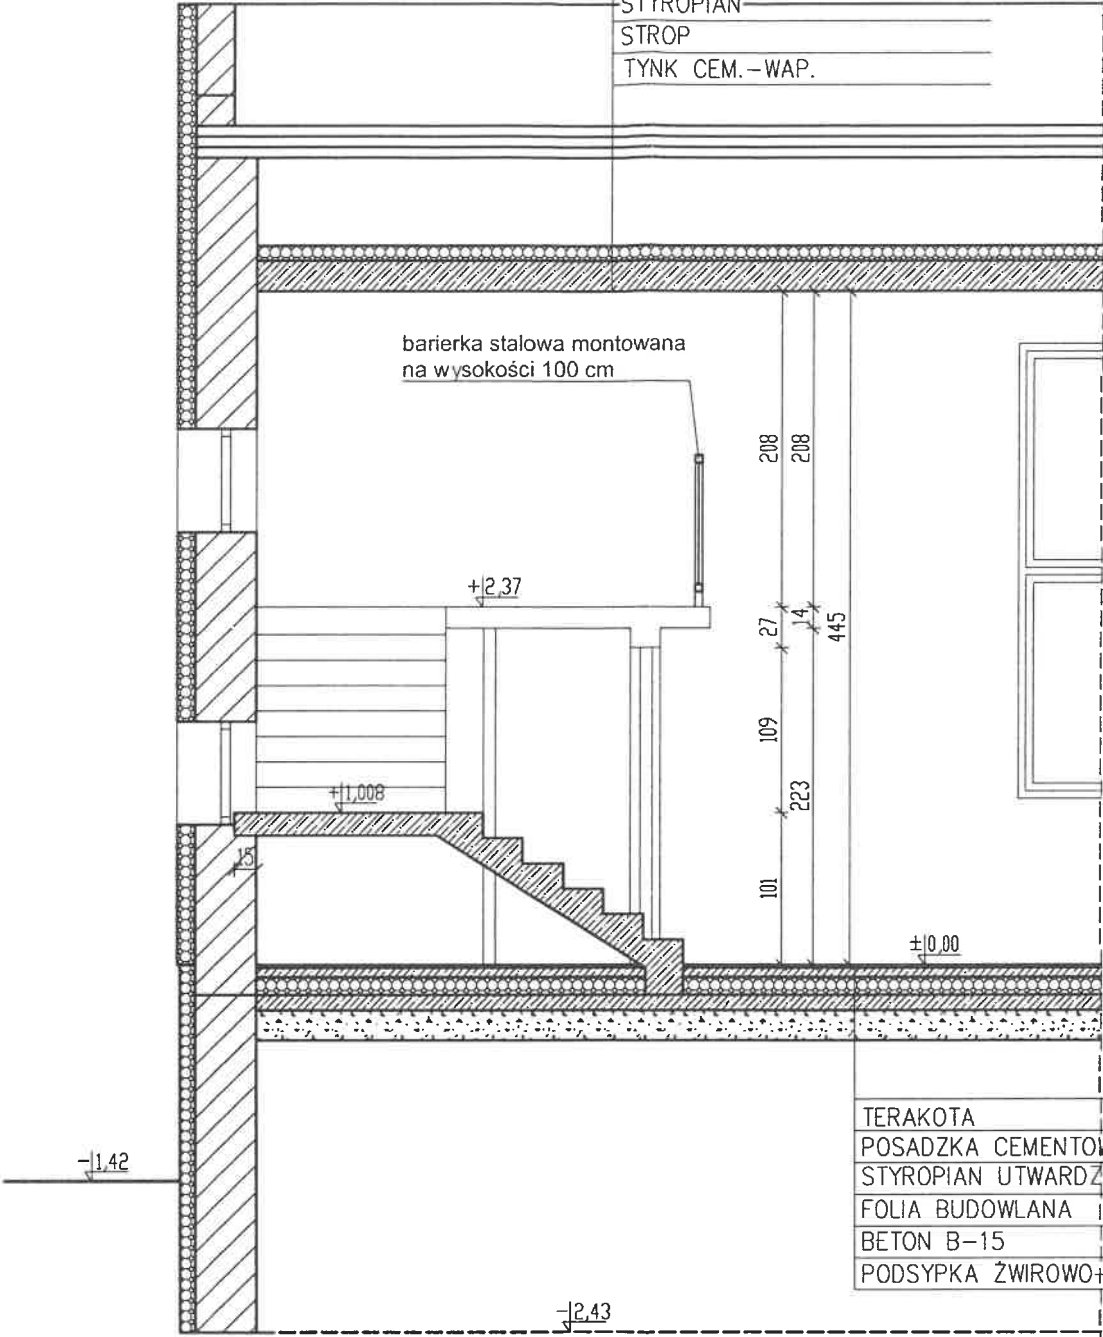 STYROPIAN
STROP
TYNK CEM.-WAP.
barierka stalowa montowana
na wysokości 100 cm
208
208
+2,37
27
14
445
109
223
+1,008
15
101
±0,00
TERAKOTA
POSADZKA CEMENTOW
STYROPIAN UTWARDZ
FOLIA BUDOWLANA
BETON B-15
PODSYPKA ŻWIROWO+
-1,42
-2,43